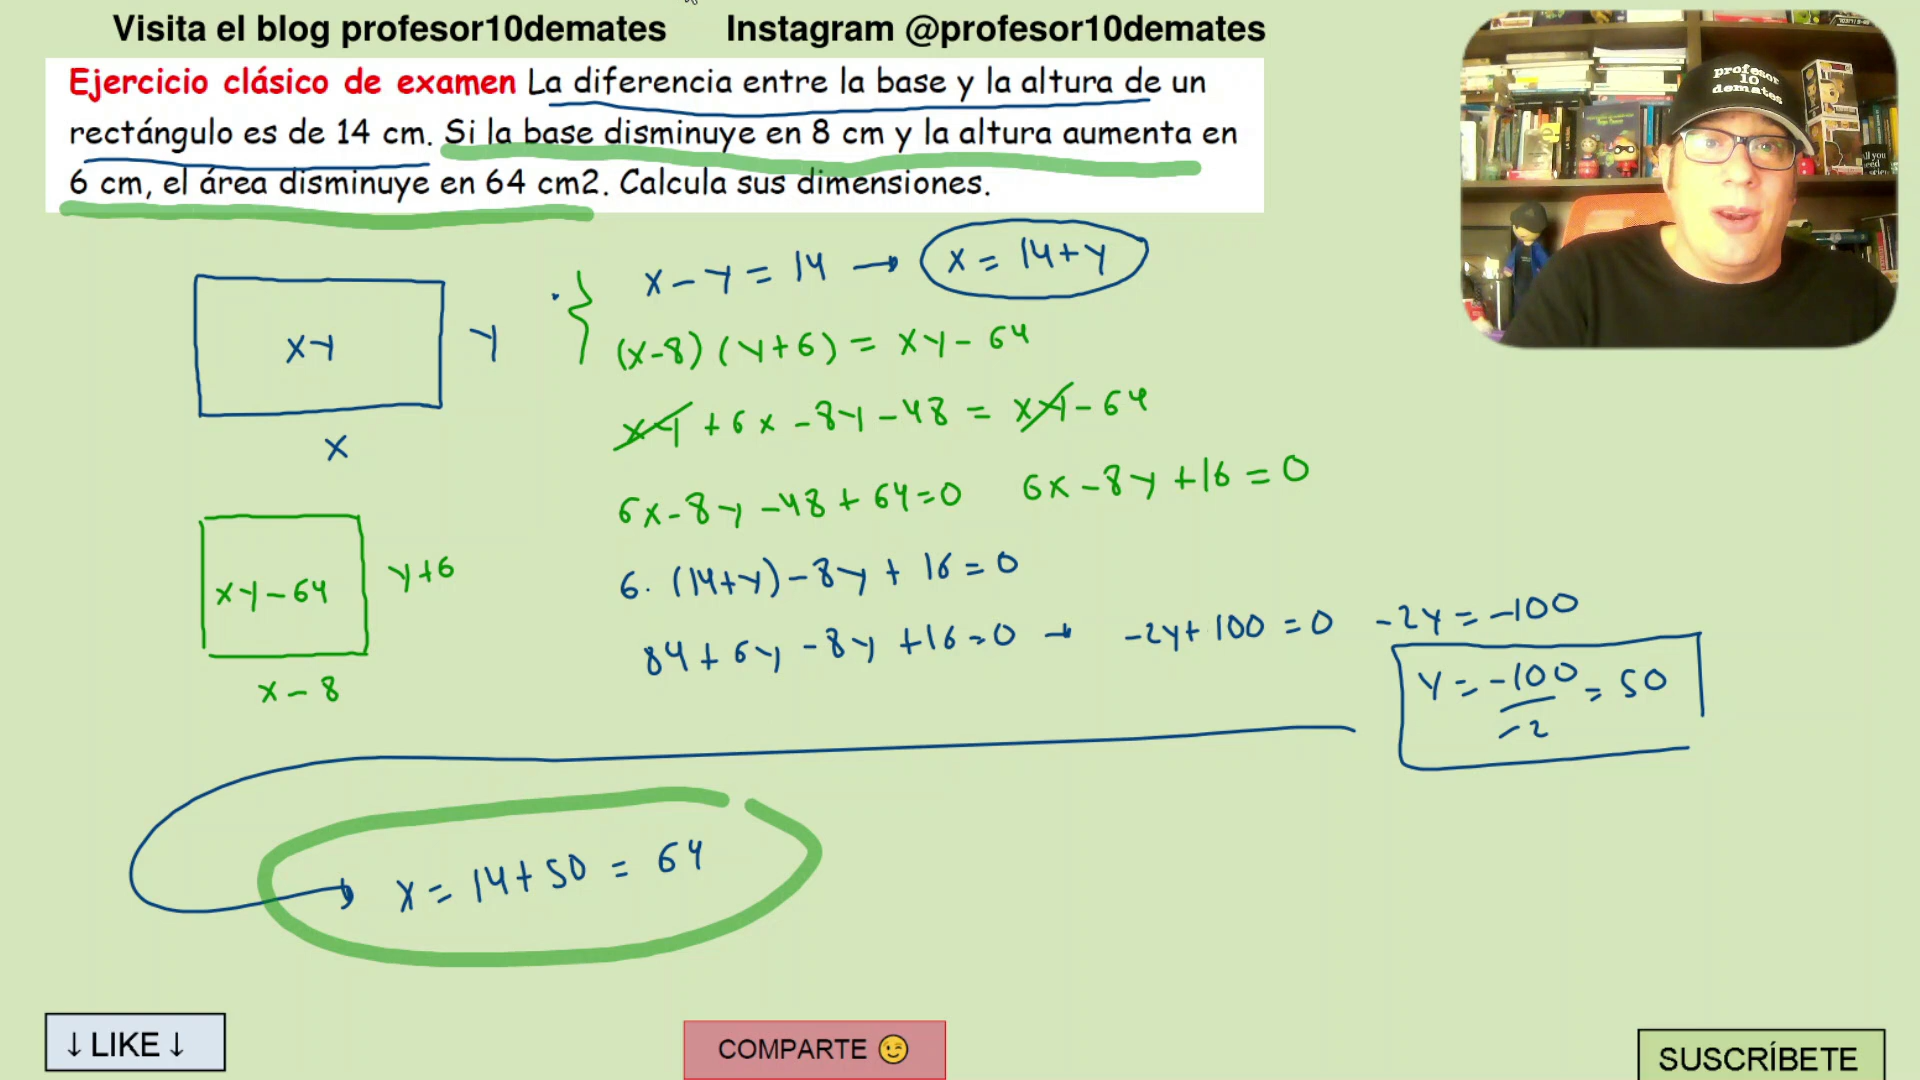 Visita el blog profesor10demates Instagram @profesor10demates
Ejercicio clásico de examen La diferencia entre la base y la altura de un
rectángulo es de 14 cm. Si la base disminuye en 8 cm y la altura aumenta en
6 cm, el área disminuye en 64 cm2. Calcula sus dimensiones.
profesor
10
demates
x - y = 14 → x = 14+y
xy y
(x-8)(y+6) = xy - 64
xy + 6x - 8y - 48 = xy - 64
x
6x - 8y - 48 + 64 = 0 6x - 8y + 16 = 0
6·(14+y) - 8y + 16 = 0
xy - 64 y+6
84 + 6y - 8y + 16 = 0 → -2y + 100 = 0 -2y = -100
x - 8
y = -100/-2 = 50
x = 14 + 50 = 64
↓ LIKE ↓
COMPARTE 😉
SUSCRÍBETE